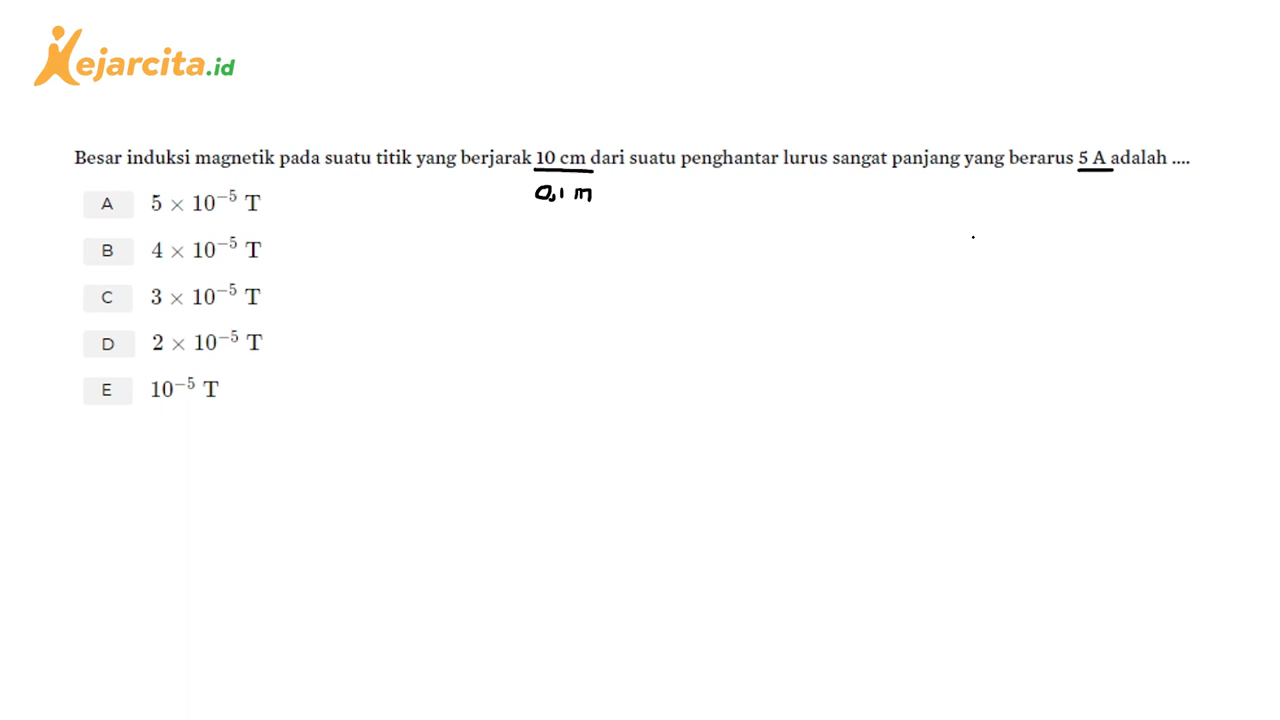 Kejarcita.id
Besar induksi magnetik pada suatu titik yang berjarak 10 cm dari suatu penghantar lurus sangat panjang yang berarus 5 A adalah ....
0,1 m
A 5 × 10⁻⁵ T
B 4 × 10⁻⁵ T
C 3 × 10⁻⁵ T
D 2 × 10⁻⁵ T
E 10⁻⁵ T